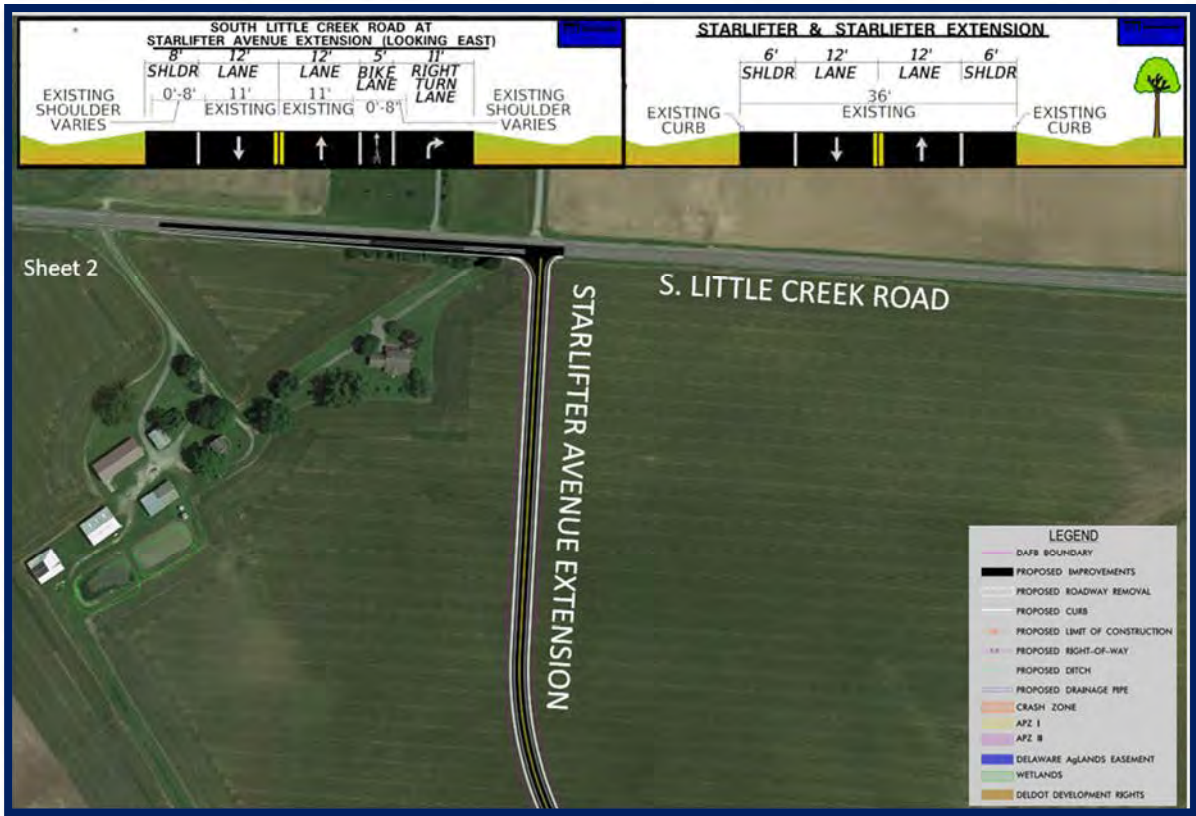 SOUTH LITTLE CREEK ROAD AT
STARLIFTER AVENUE EXTENSION (LOOKING EAST)
8' 12' 12' 5' 11'
SHLDR LANE LANE BIKE LANE RIGHT TURN LANE
0'-8' 11' 11' 0'-8'
EXISTING SHOULDER VARIES
EXISTING EXISTING
EXISTING SHOULDER VARIES
STARLIFTER & STARLIFTER EXTENSION
6' 12' 12' 6'
SHLDR LANE LANE SHLDR
36'
EXISTING
EXISTING CURB
EXISTING CURB
Sheet 2
S. LITTLE CREEK ROAD
STARLIFTER AVENUE EXTENSION
LEGEND
DAFB BOUNDARY
PROPOSED IMPROVEMENTS
PROPOSED ROADWAY REMOVAL
PROPOSED CURB
PROPOSED LIMIT OF CONSTRUCTION
PROPOSED RIGHT-OF-WAY
PROPOSED DITCH
PROPOSED DRAINAGE PIPE
CRASH ZONE
APZ I
APZ II
DELAWARE AgLANDS EASEMENT
WETLANDS
DELDOT DEVELOPMENT RIGHTS